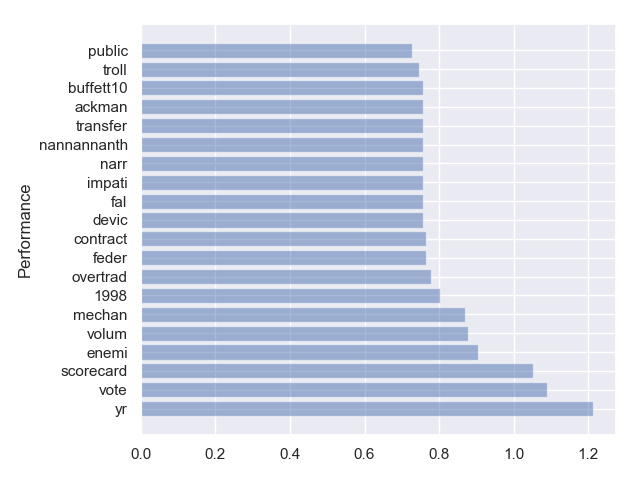 public
troll
buffett10
ackman
transfer
nannannanth
narr
impati
fal
devic
contract
feder
overtrad
1998
mechan
volum
enemi
scorecard
vote
yr
Performance
0.0 0.2 0.4 0.6 0.8 1.0 1.2